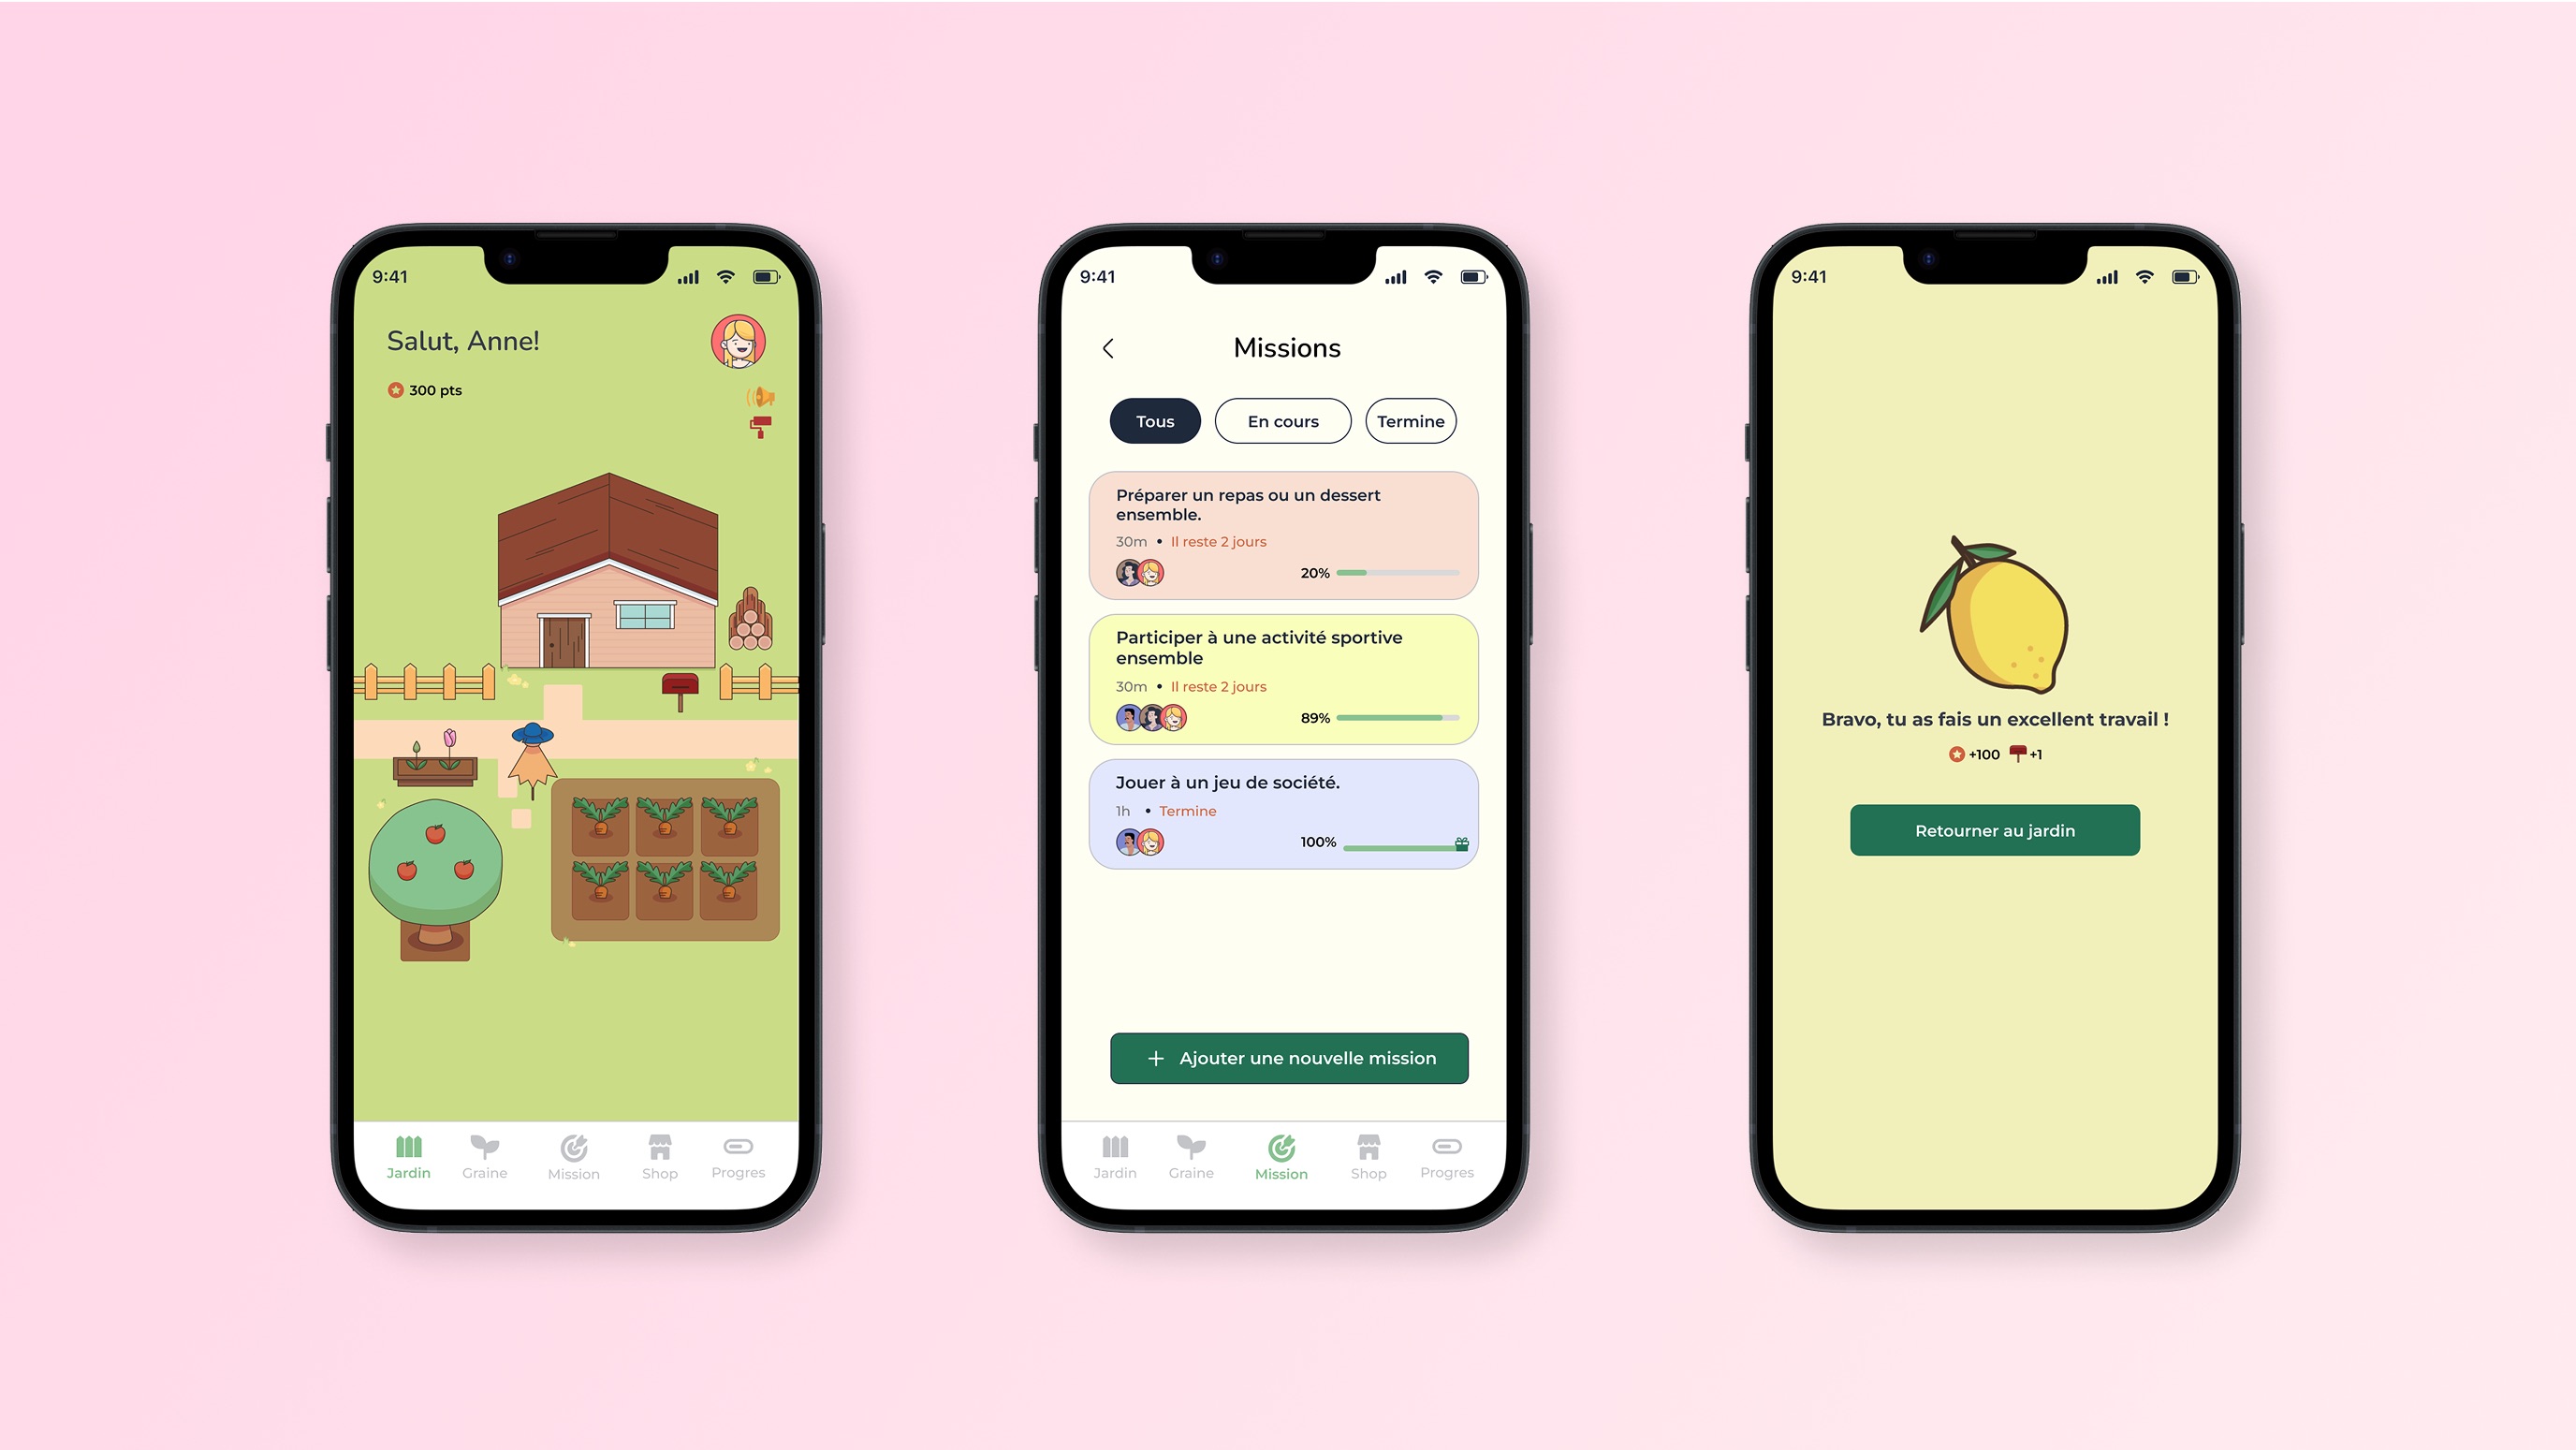 9:41
Salut, Anne!
300 pts
Jardin
Graine
Mission
Shop
Progres
9:41
Missions
Tous
En cours
Termine
Préparer un repas ou un dessert
ensemble.
30m • Il reste 2 jours
20%
Participer à une activité sportive
ensemble
30m • Il reste 2 jours
89%
Jouer à un jeu de société.
1h • Termine
100%
+ Ajouter une nouvelle mission
Jardin
Graine
Mission
Shop
Progres
9:41
Bravo, tu as fais un excellent travail !
+100 +1
Retourner au jardin